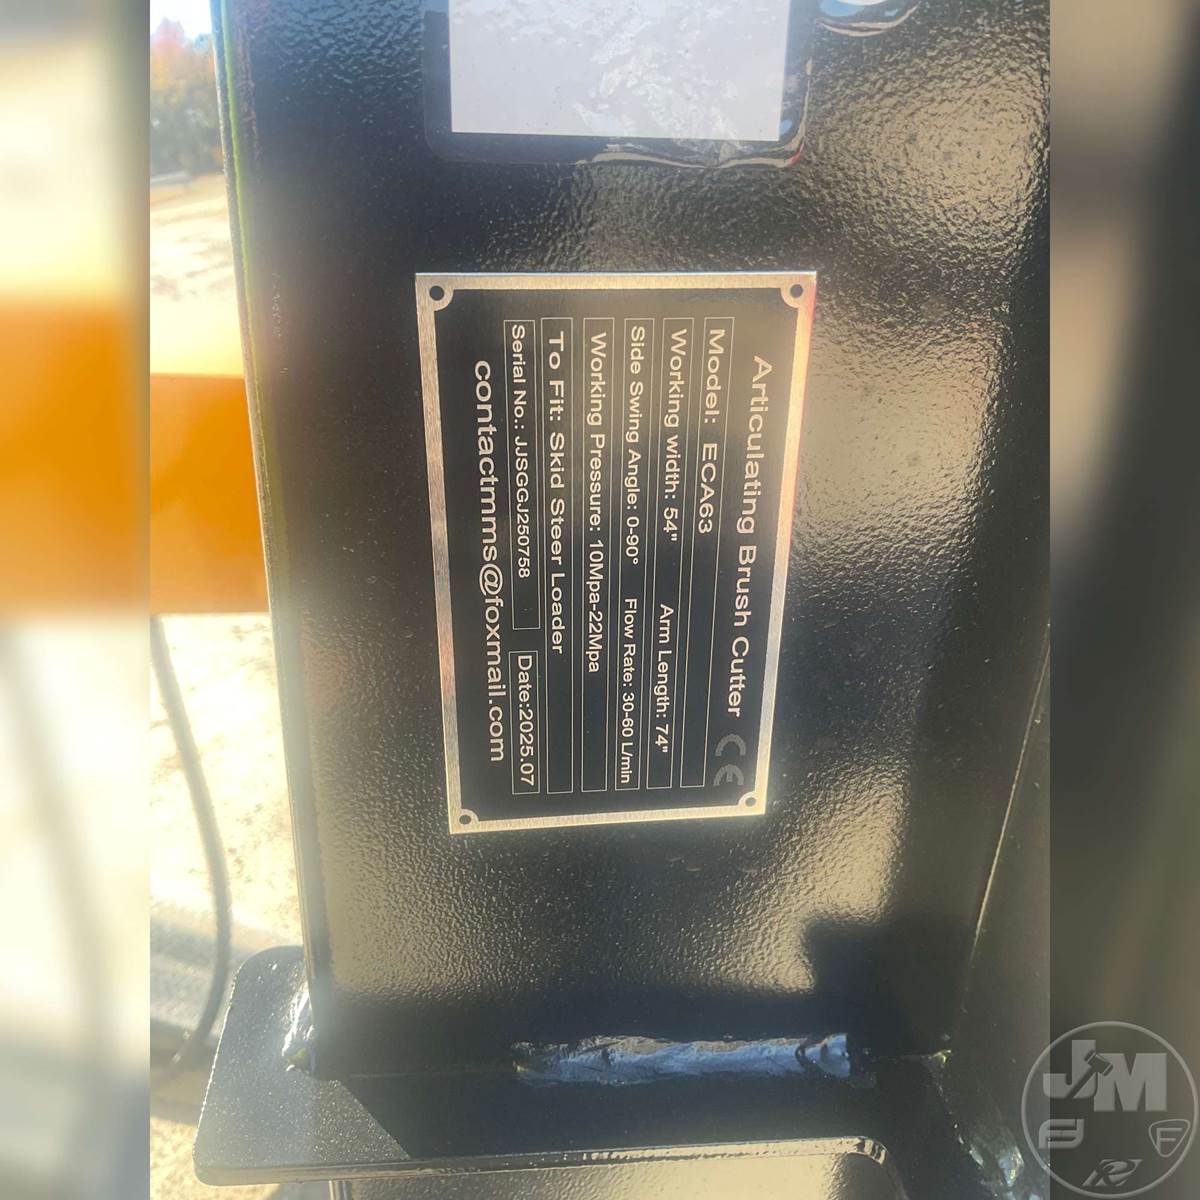 Articulating Brush Cutter CE
Model: ECA63
Working width: 54" Arm Length: 74"
Side Swing Angle: 0-90° Flow Rate: 30-60 L/min
Working Pressure: 10Mpa-22Mpa
To Fit: Skid Steer Loader
Serial No.: JJSGGJ250758 Date:2025.07
contactmms@foxmail.com
JM